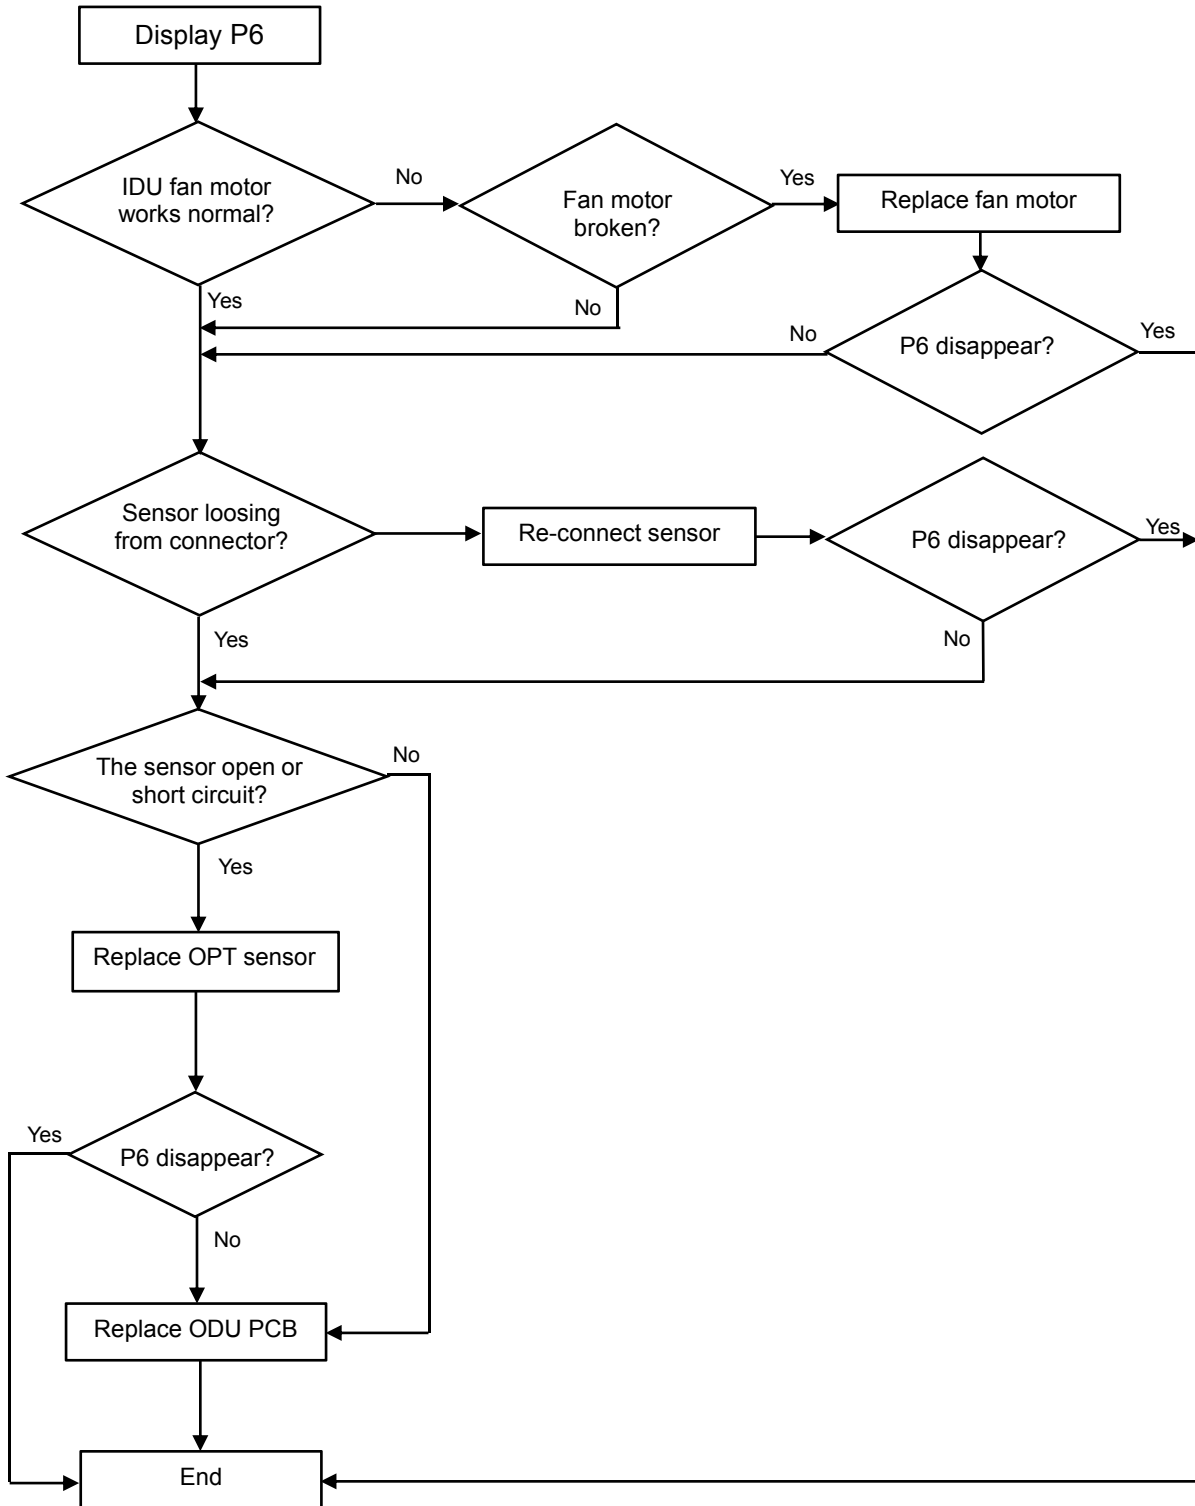 Display P6
IDU fan motor
works normal?
No
Fan motor
broken?
Yes
Replace fan motor
Yes
No
No
P6 disappear?
Yes
Sensor loosing
from connector?
Re-connect sensor
P6 disappear?
Yes
Yes
No
The sensor open or
short circuit?
No
Yes
Replace OPT sensor
Yes
P6 disappear?
No
Replace ODU PCB
End